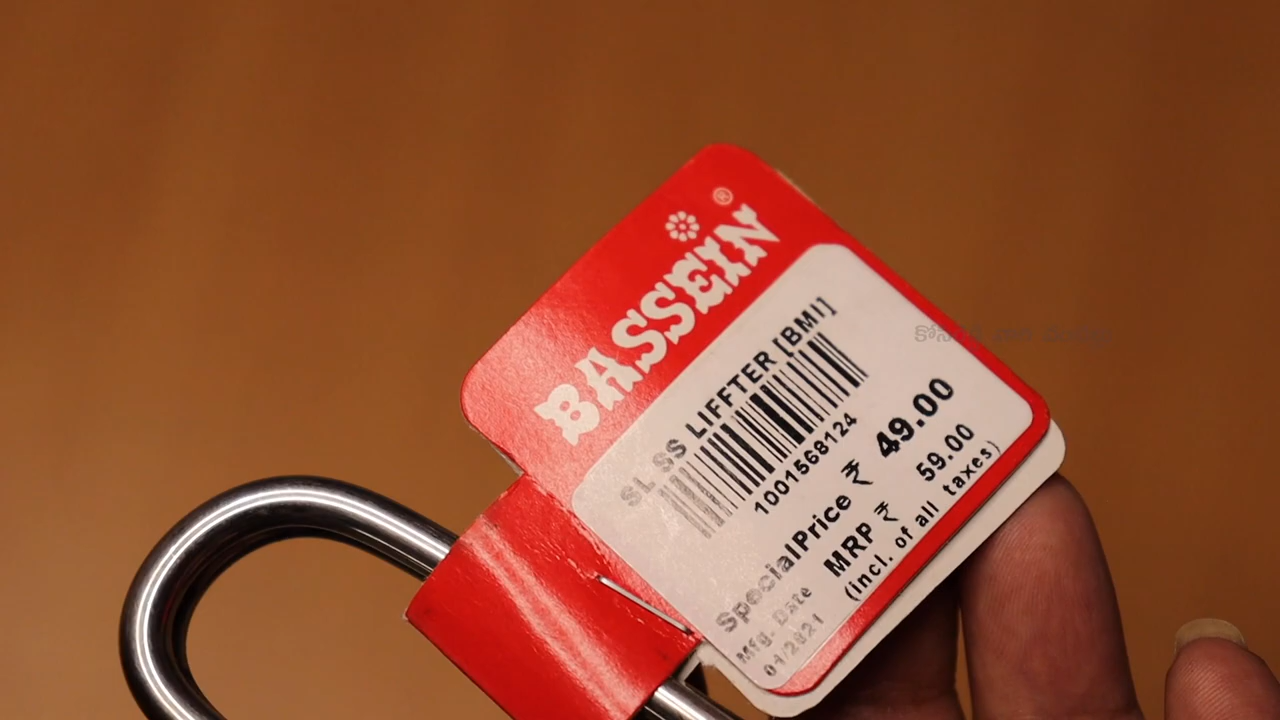 BASSEIN ®
SL SS LIFFTER [BMI]
1001568124
SpecialPrice ₹ 49.00
MRP ₹ 59.00
(incl. of all taxes)
Mfg. Date
01/2021